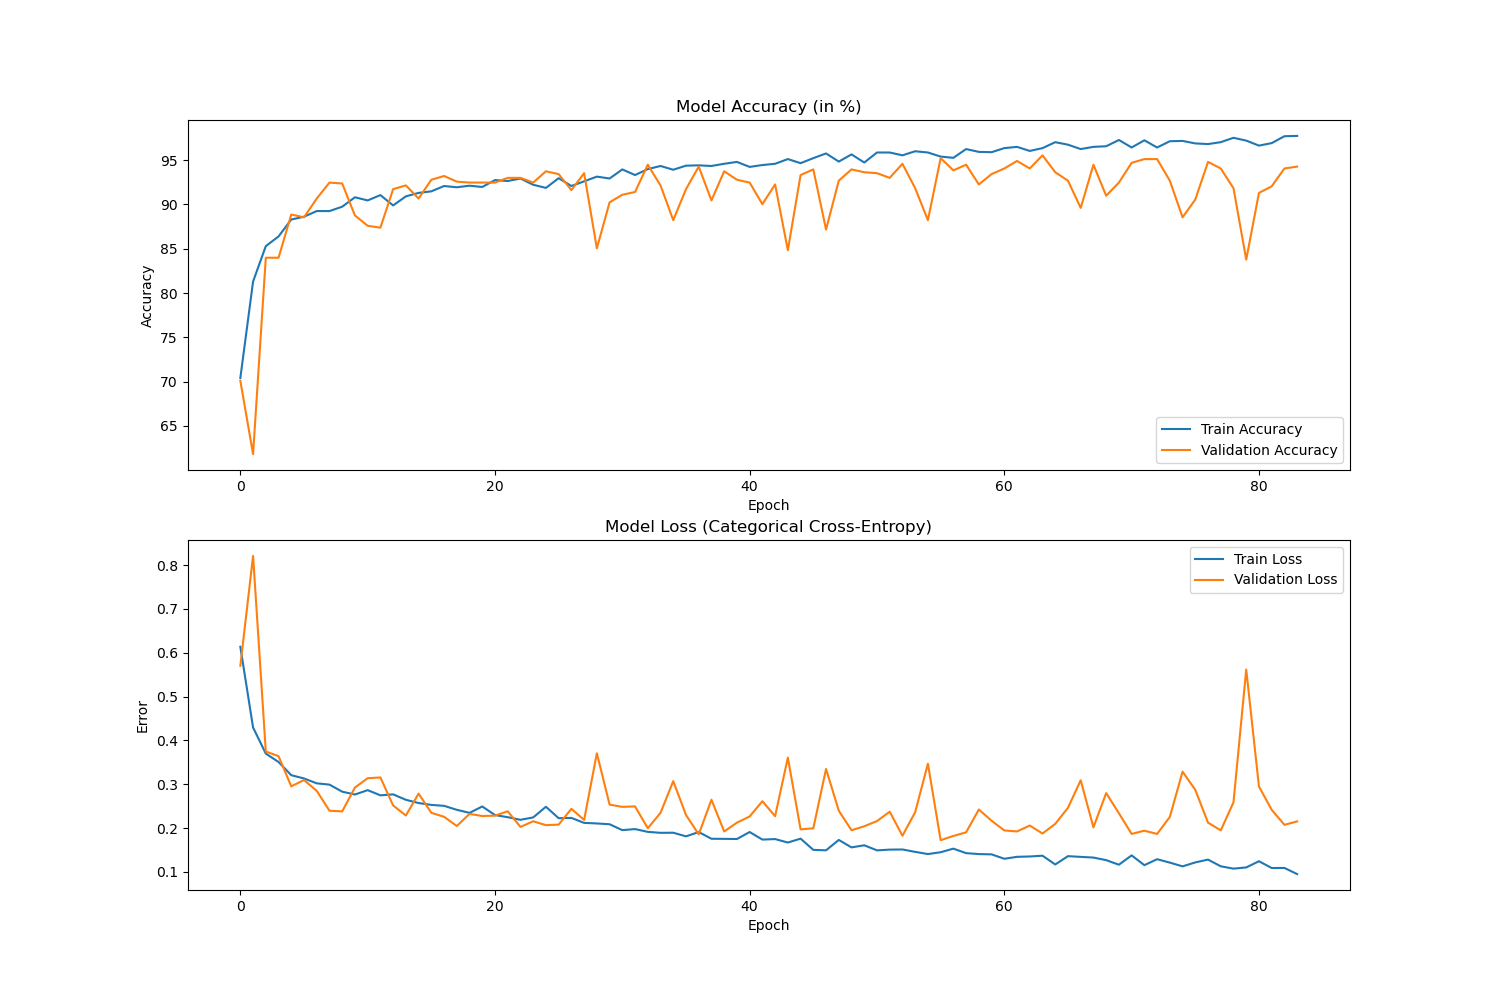 Model Accuracy (in %)
Accuracy
95
90
85
80
75
70
65
Train Accuracy
Validation Accuracy
0 20 40 60 80
Epoch
Model Loss (Categorical Cross-Entropy)
Error
0.8
0.7
0.6
0.5
0.4
0.3
0.2
0.1
Train Loss
Validation Loss
0 20 40 60 80
Epoch